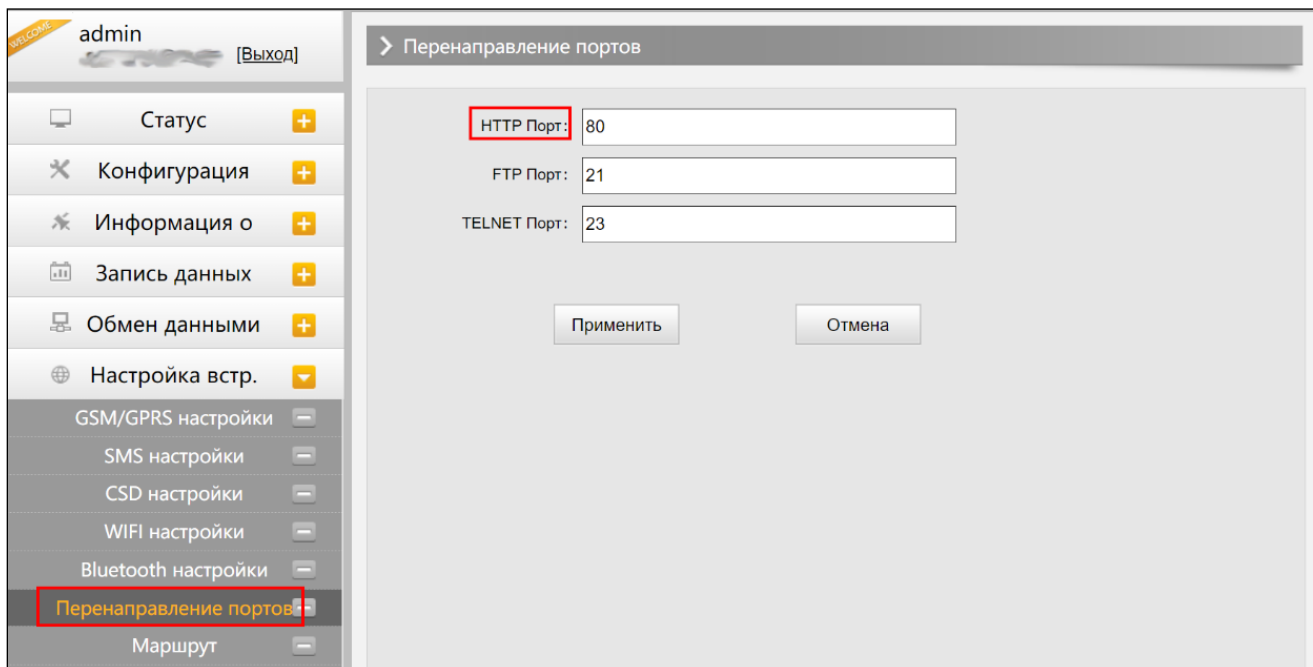 WELCOME
admin
[Выход]
Статус
Конфигурация
Информация о
Запись данных
Обмен данными
Настройка встр.
GSM/GPRS настройки
SMS настройки
CSD настройки
WIFI настройки
Bluetooth настройки
Перенаправление портов
Маршрут
Перенаправление портов
HTTP Порт: 80
FTP Порт: 21
TELNET Порт: 23
Применить Отмена